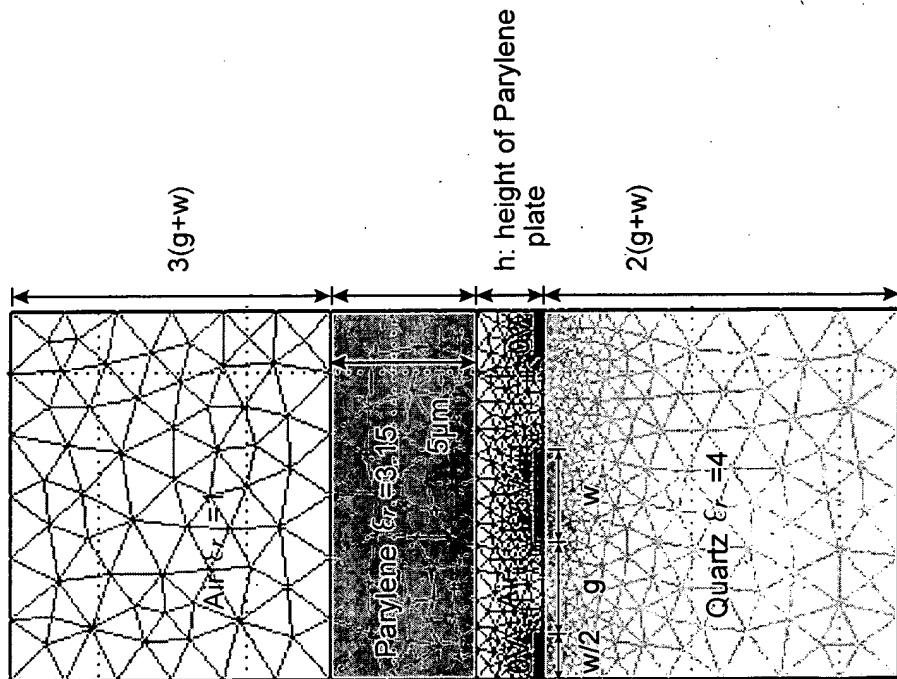 3(g+w)
h: height of Parylene
plate
2(g+w)
Air εr =1
Parylene εr =3.15
5μm
w/2
g
w
Quartz εr =4